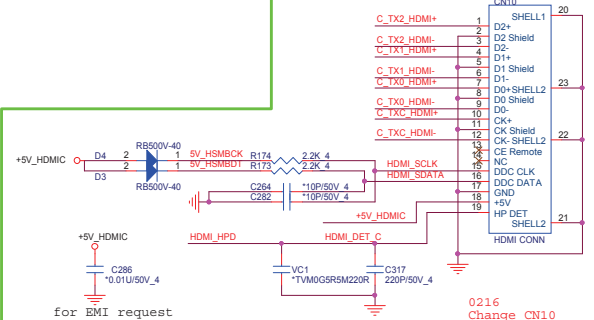 CN10
C_TX2_HDMI+ 1 D2+ SHELL1 20
2 D2 Shield
C_TX2_HDMI- 3 D2-
C_TX1_HDMI+ 4 D1+
5 D1 Shield
C_TX1_HDMI- 6 D1-
C_TX0_HDMI+ 7 D0+ SHELL2 23
8 D0 Shield
C_TX0_HDMI- 9 D0-
C_TXC_HDMI+ 10 CK+
11 CK Shield
C_TXC_HDMI- 12 CK- SHELL2 22
13 CE Remote
14 NC
HDMI_SCLK 15 DDC CLK
HDMI_SDATA 16 DDC DATA
17 GND
+5V_HDMIC 18 +5V
19 HP DET
SHELL2 21
HDMI CONN
RB500V-40
+5V_HDMIC D4 2 1 5V_HSMBCK R174 2.2K_4
2 1 5V_HSMBDT R173 2.2K_4
D3 RB500V-40
C264 *10P/50V_4
C282 *10P/50V_4
+5V_HDMIC
HDMI_HPD HDMI_DET_C
C286
*0.01U/50V_4
VC1
*TVM0G5R5M220R
C317
220P/50V_4
for EMI request
0216
Change CN10